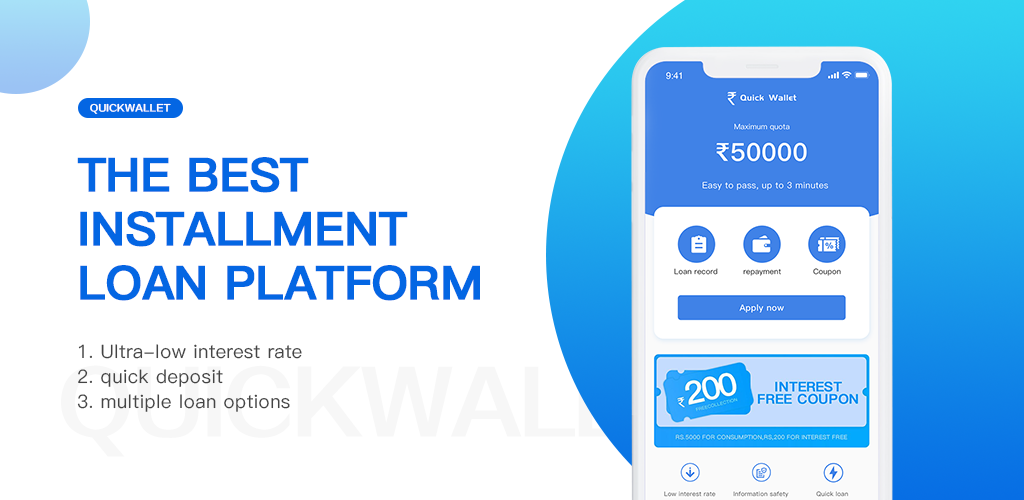 QUICKWALLET
THE BEST
INSTALLMENT
LOAN PLATFORM
1. Ultra-low interest rate
2. quick deposit
3. multiple loan options
QUICKWALLE
9:41
₹ Quick Wallet
Maximum quota
₹50000
Easy to pass, up to 3 minutes
Loan record
repayment
Coupon
Apply now
₹200
FREECOLLECTION
INTEREST
FREE COUPON
RS.5000 FOR CONSUMPTION,RS,200 FOR INTEREST FREE
Low interest rate
Information safety
Quick loan